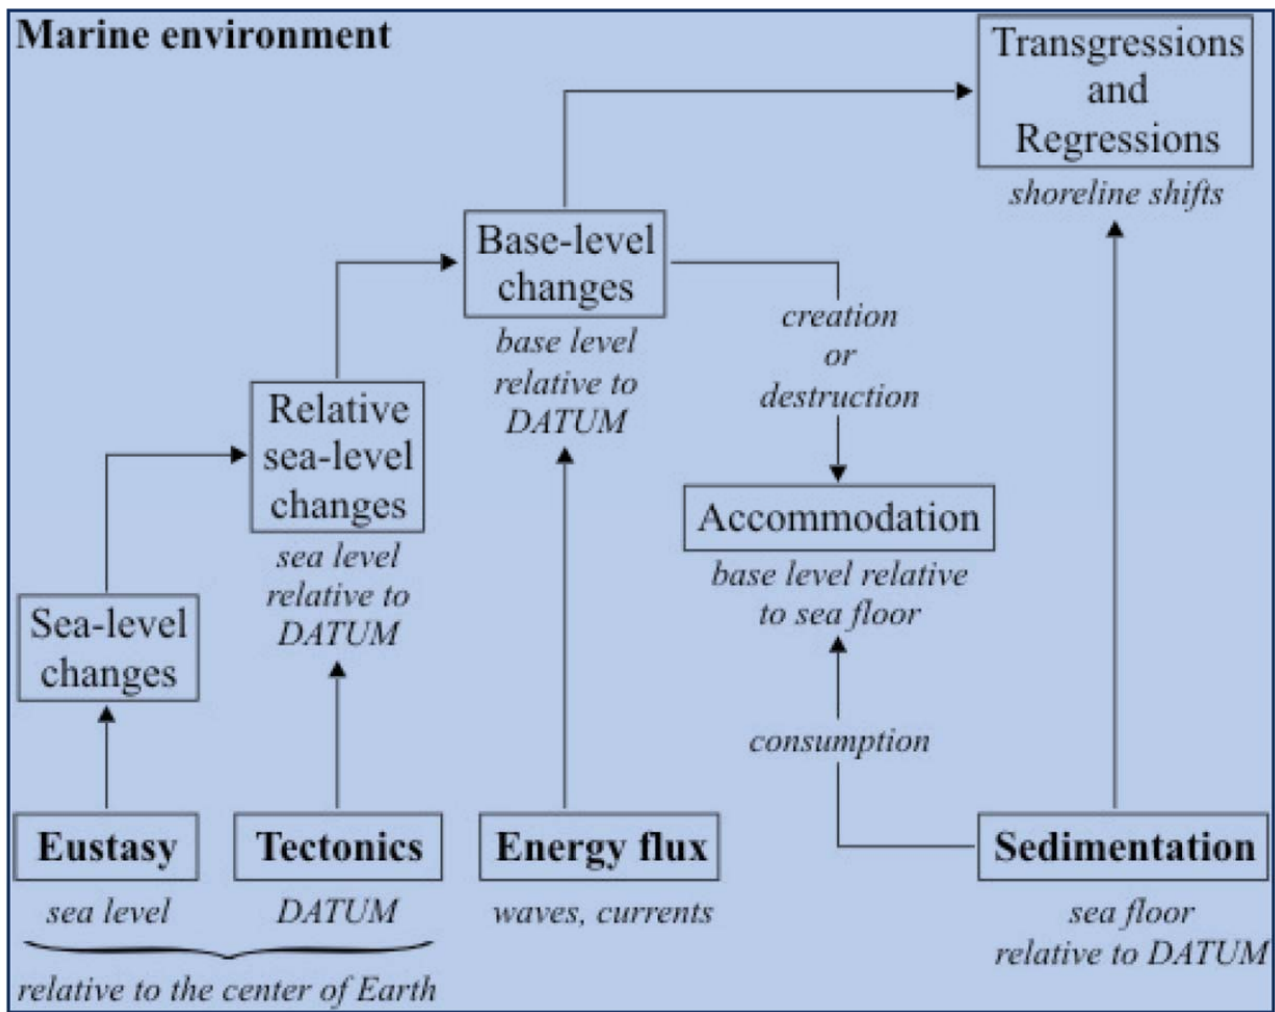 Marine environment
Transgressions
and
Regressions
shoreline shifts
Base-level
changes
base level
relative to
DATUM
creation
or
destruction
Relative
sea-level
changes
sea level
relative to
DATUM
Accommodation
base level relative
to sea floor
Sea-level
changes
consumption
Eustasy
sea level
Tectonics
DATUM
relative to the center of Earth
Energy flux
waves, currents
Sedimentation
sea floor
relative to DATUM